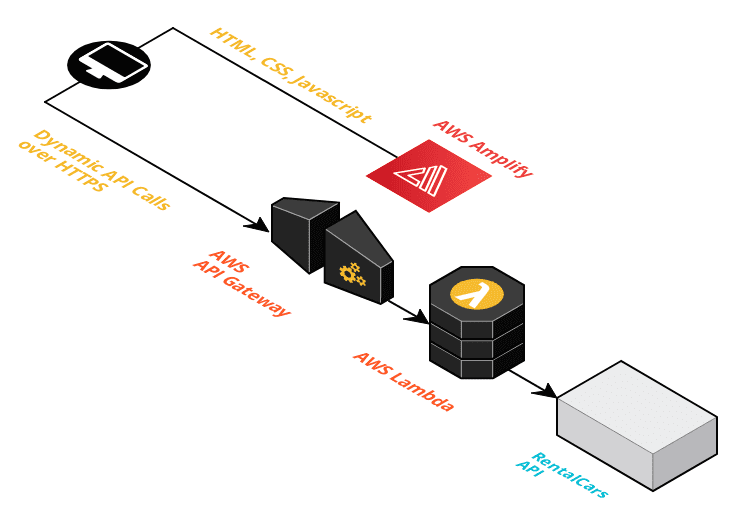 HTML, CSS, Javascript
AWS Amplify
Dynamic API Calls
over HTTPS
AWS
API Gateway
AWS Lambda
RentalCars
API